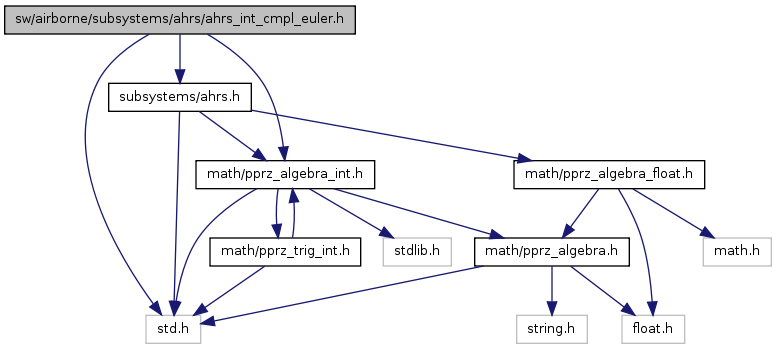 sw/airborne/subsystems/ahrs/ahrs_int_cmpl_euler.h
subsystems/ahrs.h
math/pprz_algebra_int.h
math/pprz_algebra_float.h
math/pprz_trig_int.h
stdlib.h
math/pprz_algebra.h
math.h
std.h
string.h
float.h